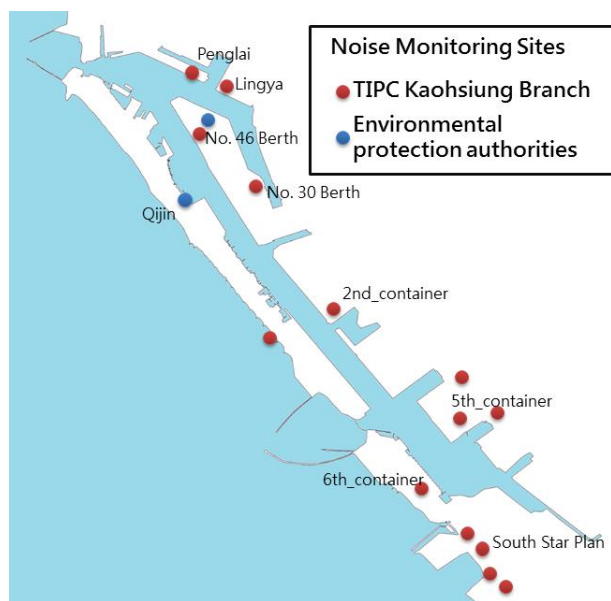 Noise Monitoring Sites
TIPC Kaohsiung Branch
Environmental
protection authorities
Penglai
Lingya
No. 46 Berth
No. 30 Berth
Qijin
2nd_container
5th_container
6th_container
South Star Plan